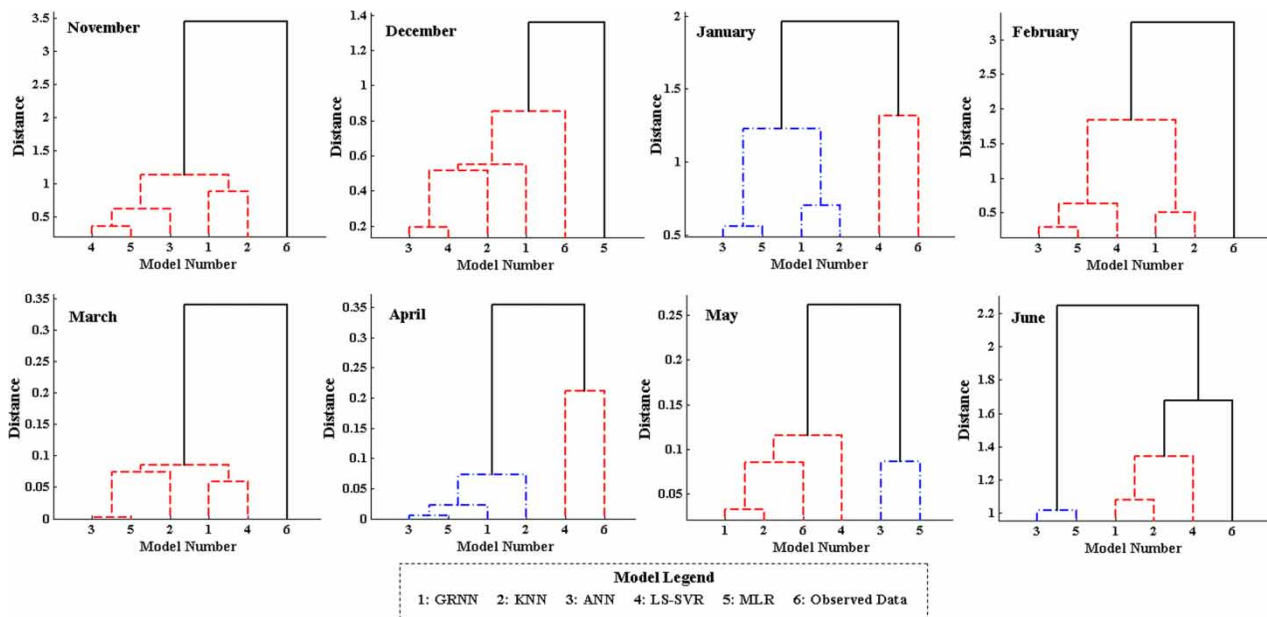 November
Distance
3.5
3
2.5
2
1.5
1
0.5
4 5 3 1 2 6
Model Number
December
Distance
1.4
1.2
1
0.8
0.6
0.4
0.2
3 4 2 1 6 5
Model Number
January
Distance
2
1.5
1
0.5
3 5 1 2 4 6
Model Number
February
Distance
3
2.5
2
1.5
1
0.5
3 5 4 1 2 6
Model Number
March
Distance
0.35
0.3
0.25
0.2
0.15
0.1
0.05
0
3 5 2 1 4 6
Model Number
April
Distance
0.35
0.3
0.25
0.2
0.15
0.1
0.05
0
3 5 1 2 4 6
Model Number
May
Distance
0.25
0.2
0.15
0.1
0.05
1 2 6 4 3 5
Model Number
June
Distance
2.2
2
1.8
1.6
1.4
1.2
1
3 5 1 2 4 6
Model Number
Model Legend
1: GRNN 2: KNN 3: ANN 4: LS-SVR 5: MLR 6: Observed Data